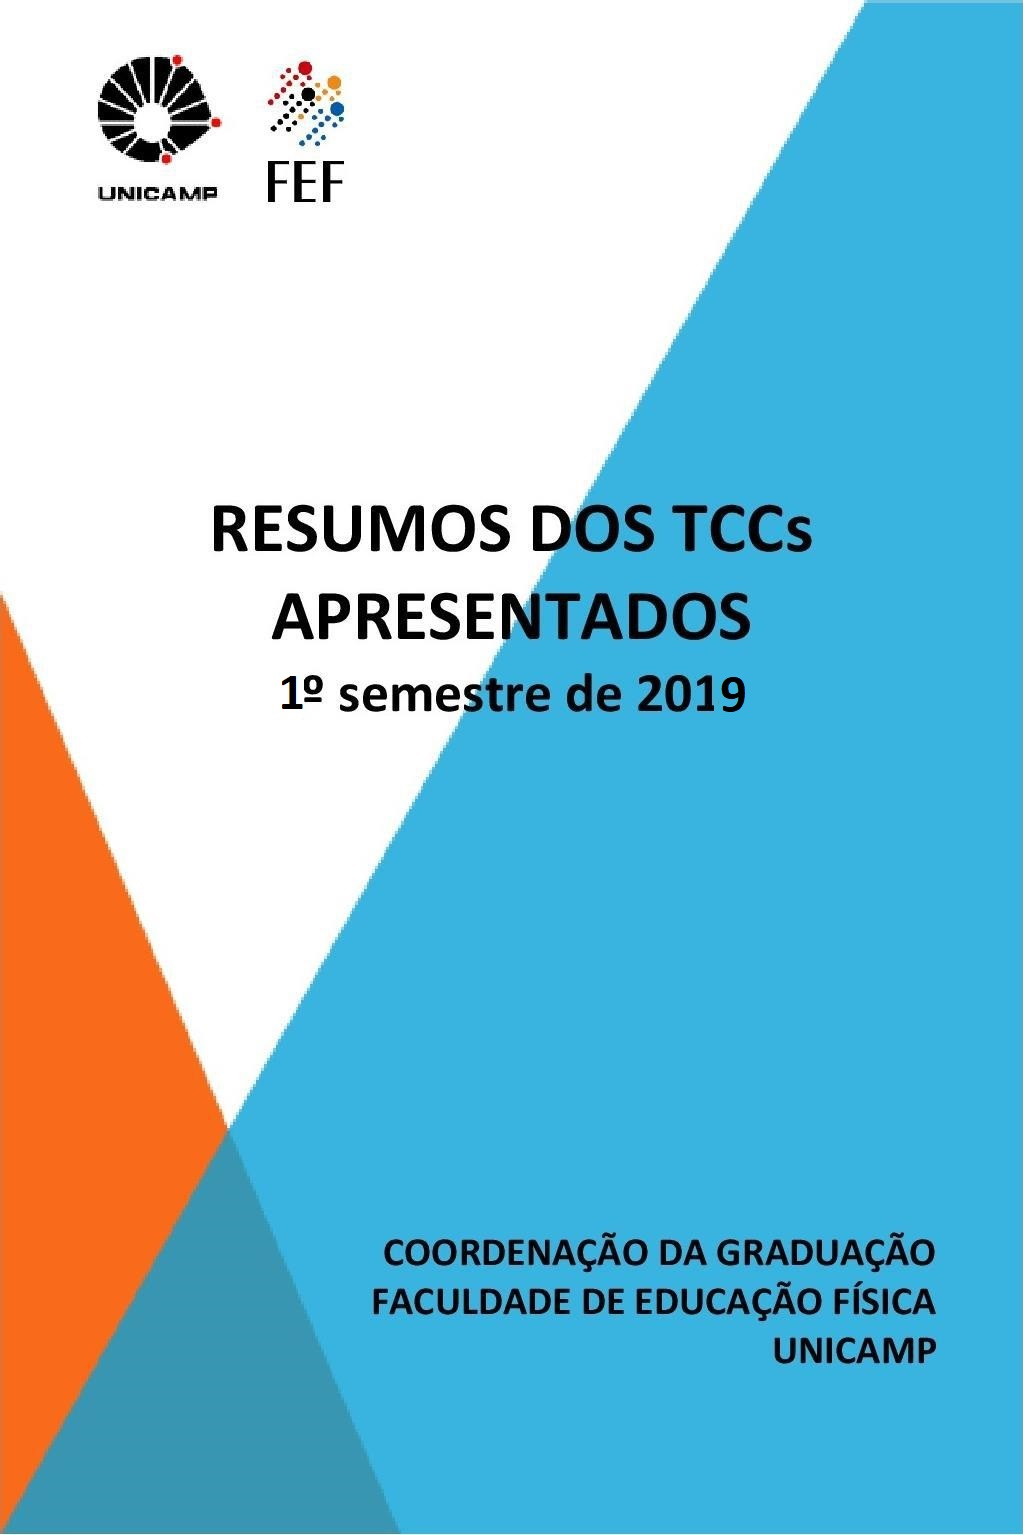 UNICAMP
FEF
RESUMOS DOS TCCs
APRESENTADOS
1º semestre de 2019
COORDENAÇÃO DA GRADUAÇÃO
FACULDADE DE EDUCAÇÃO FÍSICA
UNICAMP